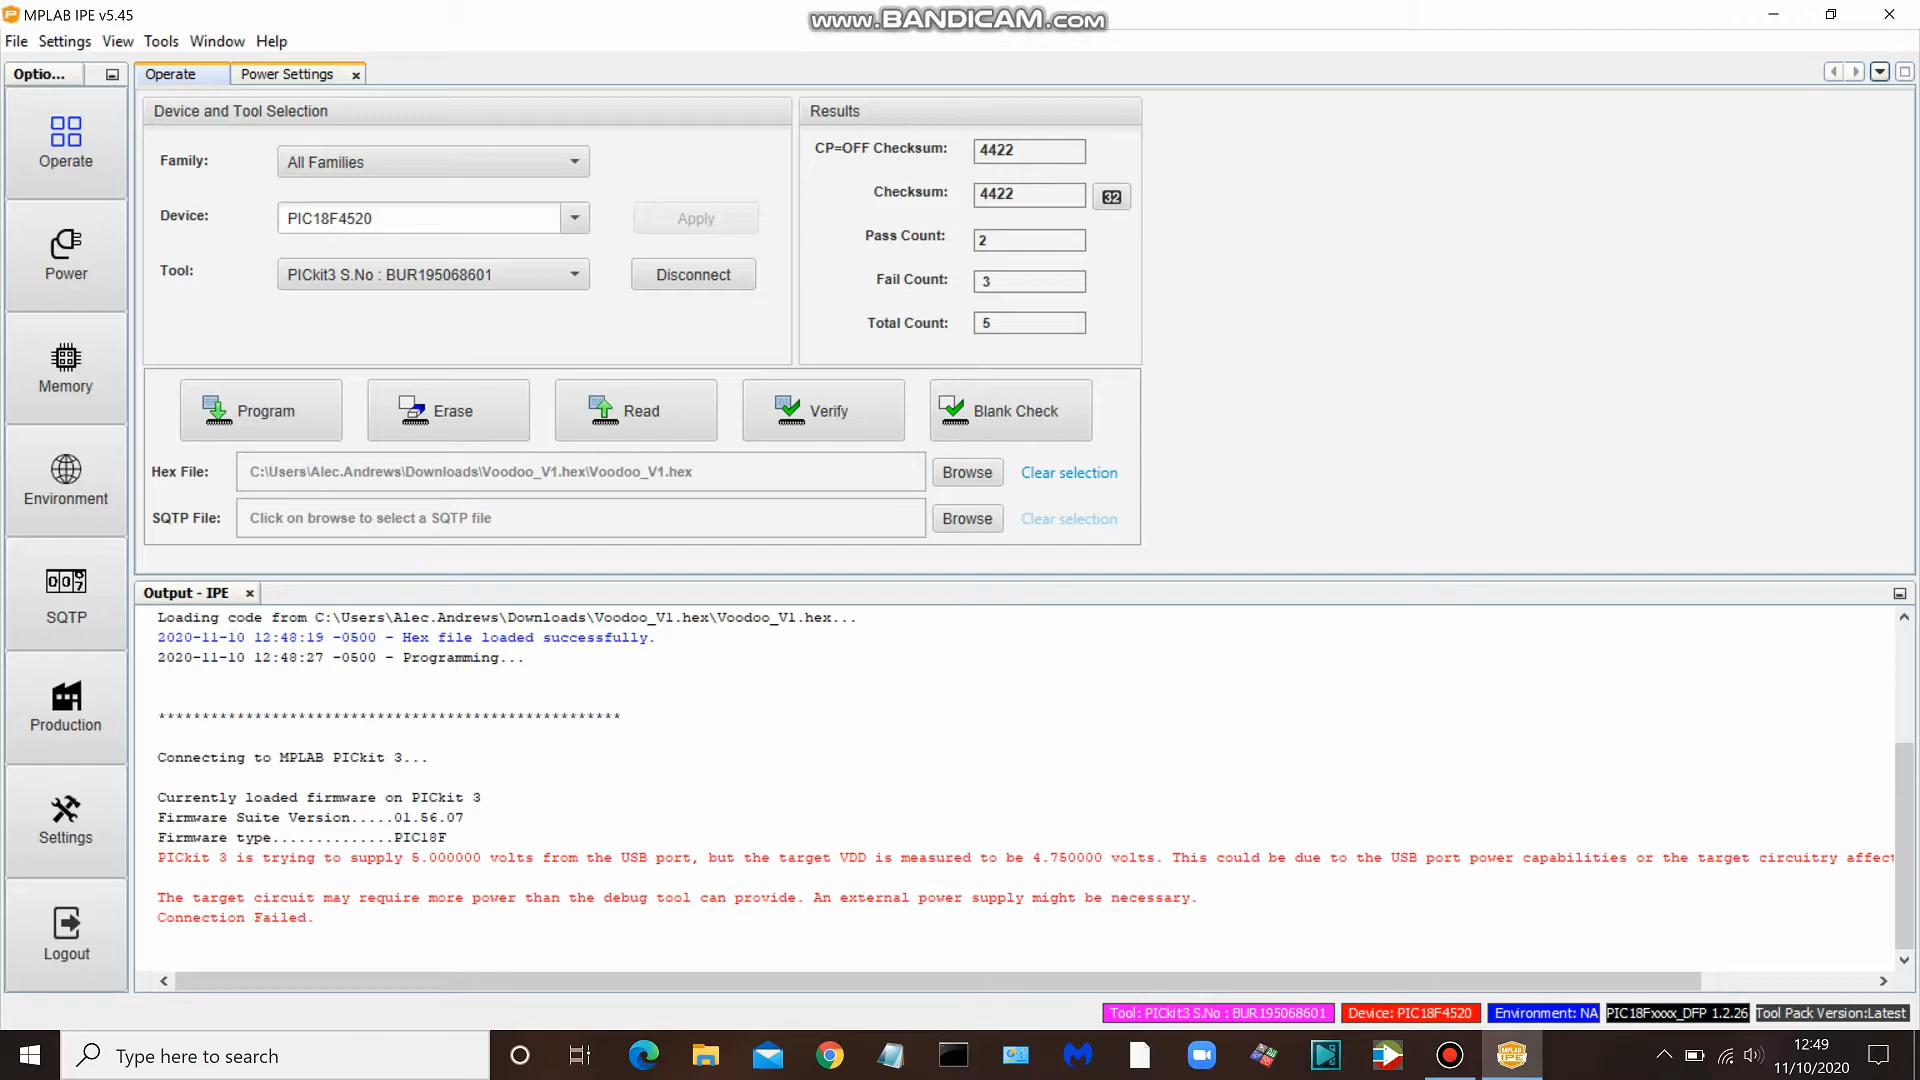 MPLAB IPE v5.45
www.BANDICAM.com
File Settings View Tools Window Help
Optio...
Operate
Power Settings
Operate
Power
Memory
Environment
SQTP
Production
Settings
Logout
Device and Tool Selection
Family: All Families
Device: PIC18F4520 Apply
Tool: PICkit3 S.No : BUR195068601 Disconnect
Results
CP=OFF Checksum: 4422
Checksum: 4422 32
Pass Count: 2
Fail Count: 3
Total Count: 5
Program Erase Read Verify Blank Check
Hex File: C:\Users\Alec.Andrews\Downloads\Voodoo_V1.hex\Voodoo_V1.hex Browse Clear selection
SQTP File: Click on browse to select a SQTP file Browse Clear selection
Output - IPE
Loading code from C:\Users\Alec.Andrews\Downloads\Voodoo_V1.hex\Voodoo_V1.hex...
2020-11-10 12:48:19 -0500 - Hex file loaded successfully.
2020-11-10 12:48:27 -0500 - Programming...
*****************************************************
Connecting to MPLAB PICkit 3...
Currently loaded firmware on PICkit 3
Firmware Suite Version.....01.56.07
Firmware type..............PIC18F
PICkit 3 is trying to supply 5.000000 volts from the USB port, but the target VDD is measured to be 4.750000 volts. This could be due to the USB port power capabilities or the target circuitry affect
The target circuit may require more power than the debug tool can provide. An external power supply might be necessary.
Connection Failed.
Tool: PICkit3 S.No : BUR195068601 Device: PIC18F4520 Environment: NA PIC18Fxxxx_DFP 1.2.26 Tool Pack Version:Latest
Type here to search
12:49
11/10/2020